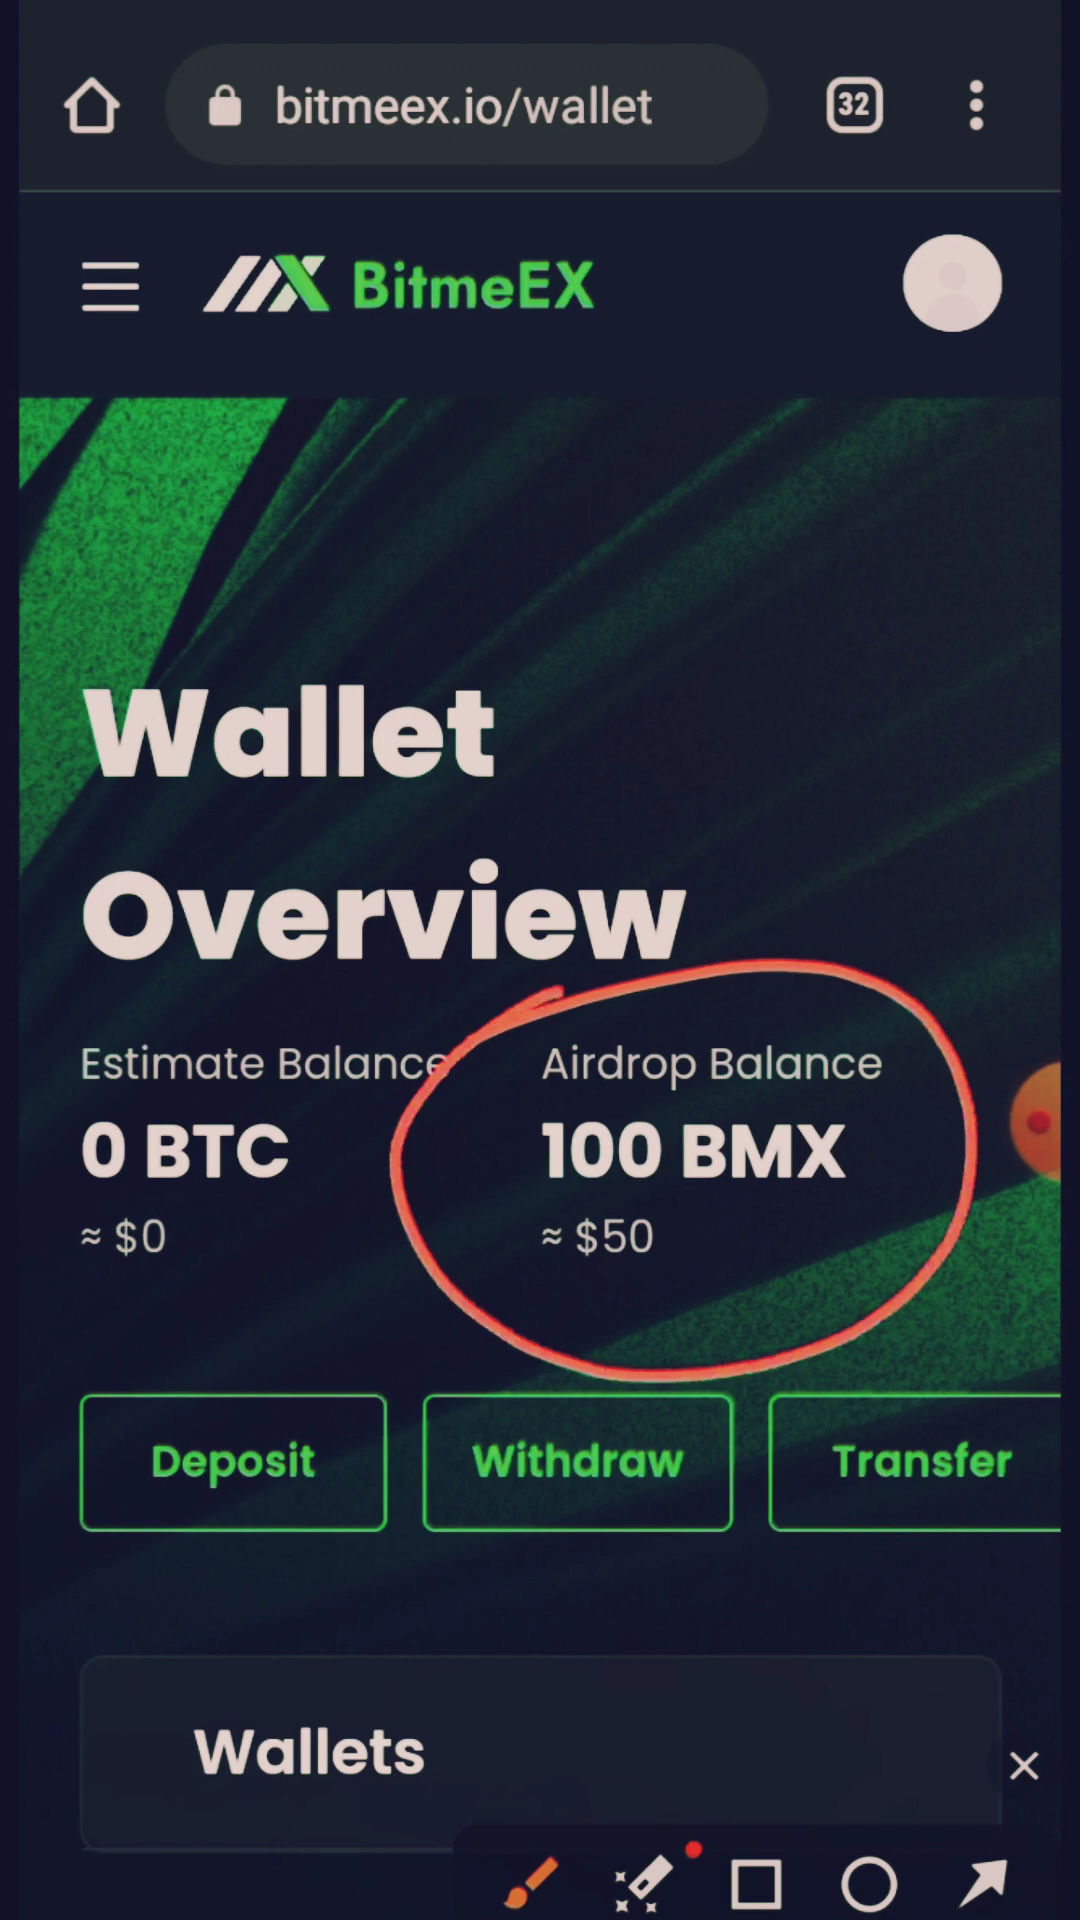 bitmeex.io/wallet
32
BitmeEX
Wallet
Overview
Estimate Balance
Airdrop Balance
0 BTC
100 BMX
≈ $0
≈ $50
Deposit
Withdraw
Transfer
Wallets